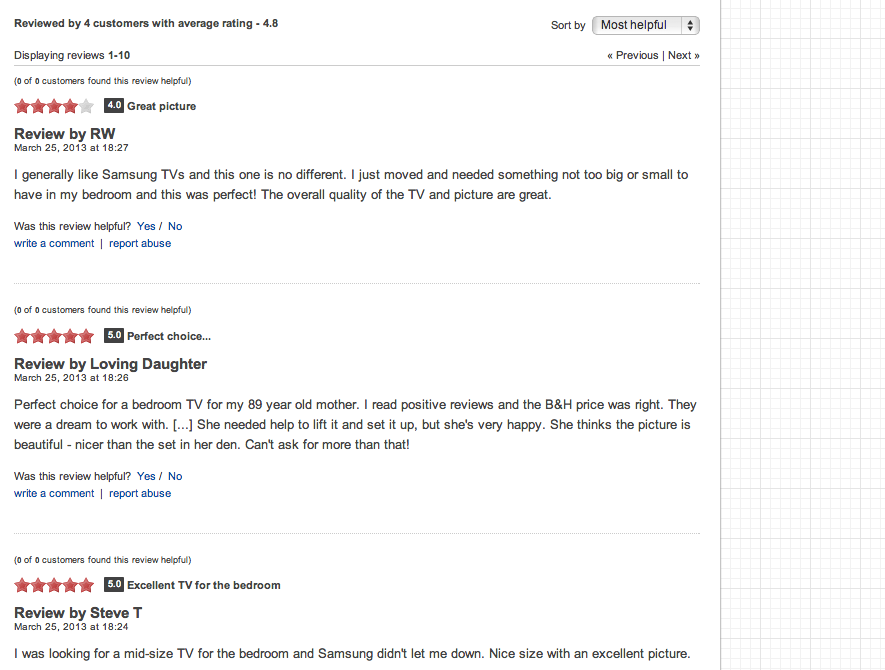 Reviewed by 4 customers with average rating - 4.8
Sort by Most helpful
Displaying reviews 1-10
« Previous | Next »
(0 of 0 customers found this review helpful)
4.0 Great picture
Review by RW
March 25, 2013 at 18:27
I generally like Samsung TVs and this one is no different. I just moved and needed something not too big or small to
have in my bedroom and this was perfect! The overall quality of the TV and picture are great.
Was this review helpful? Yes / No
write a comment | report abuse
(0 of 0 customers found this review helpful)
5.0 Perfect choice...
Review by Loving Daughter
March 25, 2013 at 18:26
Perfect choice for a bedroom TV for my 89 year old mother. I read positive reviews and the B&H price was right. They
were a dream to work with. [...] She needed help to lift it and set it up, but she's very happy. She thinks the picture is
beautiful - nicer than the set in her den. Can't ask for more than that!
Was this review helpful? Yes / No
write a comment | report abuse
(0 of 0 customers found this review helpful)
5.0 Excellent TV for the bedroom
Review by Steve T
March 25, 2013 at 18:24
I was looking for a mid-size TV for the bedroom and Samsung didn't let me down. Nice size with an excellent picture.